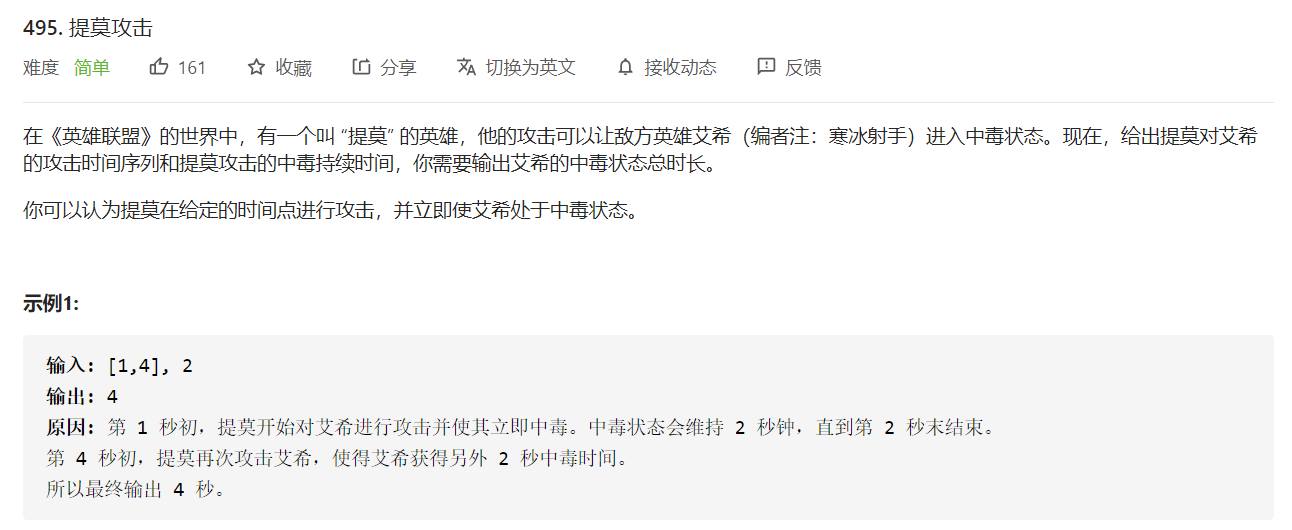 495. 提莫攻击
难度 简单 161 收藏 分享 切换为英文 接收动态 反馈
在《英雄联盟》的世界中，有一个叫 “提莫” 的英雄，他的攻击可以让敌方英雄艾希（编者注：寒冰射手）进入中毒状态。现在，给出提莫对艾希
的攻击时间序列和提莫攻击的中毒持续时间，你需要输出艾希的中毒状态总时长。
你可以认为提莫在给定的时间点进行攻击，并立即使艾希处于中毒状态。
示例1:
输入: [1,4], 2
输出: 4
原因: 第 1 秒初，提莫开始对艾希进行攻击并使其立即中毒。中毒状态会维持 2 秒钟，直到第 2 秒末结束。
第 4 秒初，提莫再次攻击艾希，使得艾希获得另外 2 秒中毒时间。
所以最终输出 4 秒。